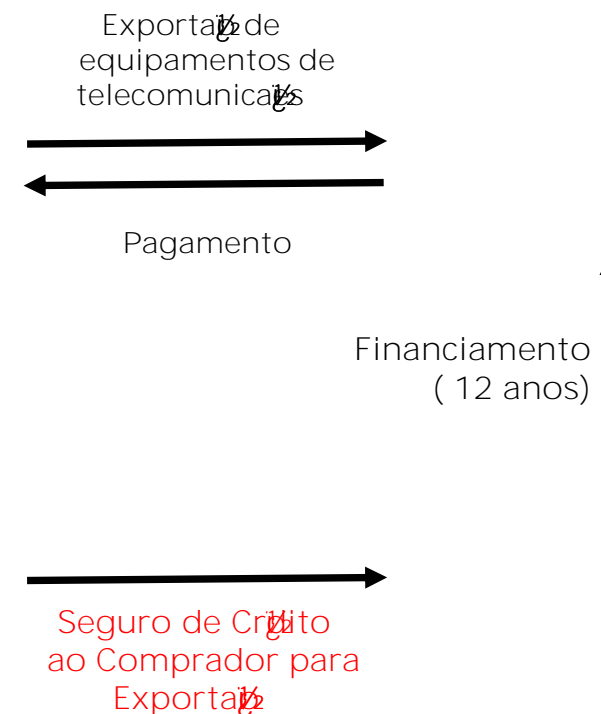 de
equipamentos de
Pagamento
Financiamento
( 12 anos)
Seguro de
ao Comprador para